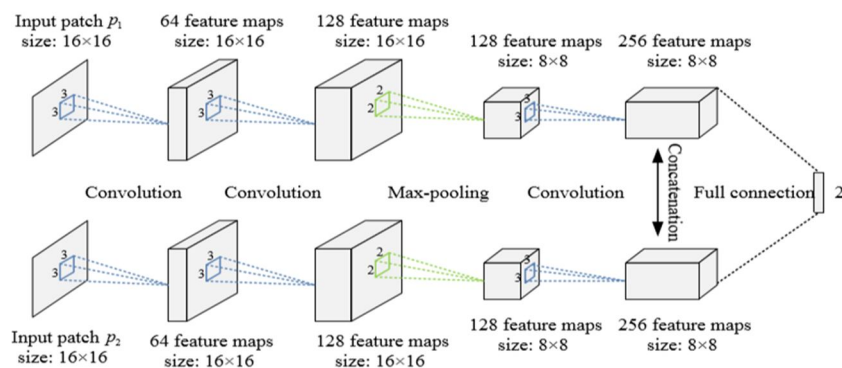 Input patch p₁
size: 16×16
64 feature maps
size: 16×16
128 feature maps
size: 16×16
128 feature maps
size: 8×8
256 feature maps
size: 8×8
3
3
3
3
2
2
3
3
Convolution
Convolution
Max-pooling
Convolution
Concatenation
Full connection
2
3
3
3
3
2
2
3
3
Input patch p₂
size: 16×16
64 feature maps
size: 16×16
128 feature maps
size: 16×16
128 feature maps
size: 8×8
256 feature maps
size: 8×8